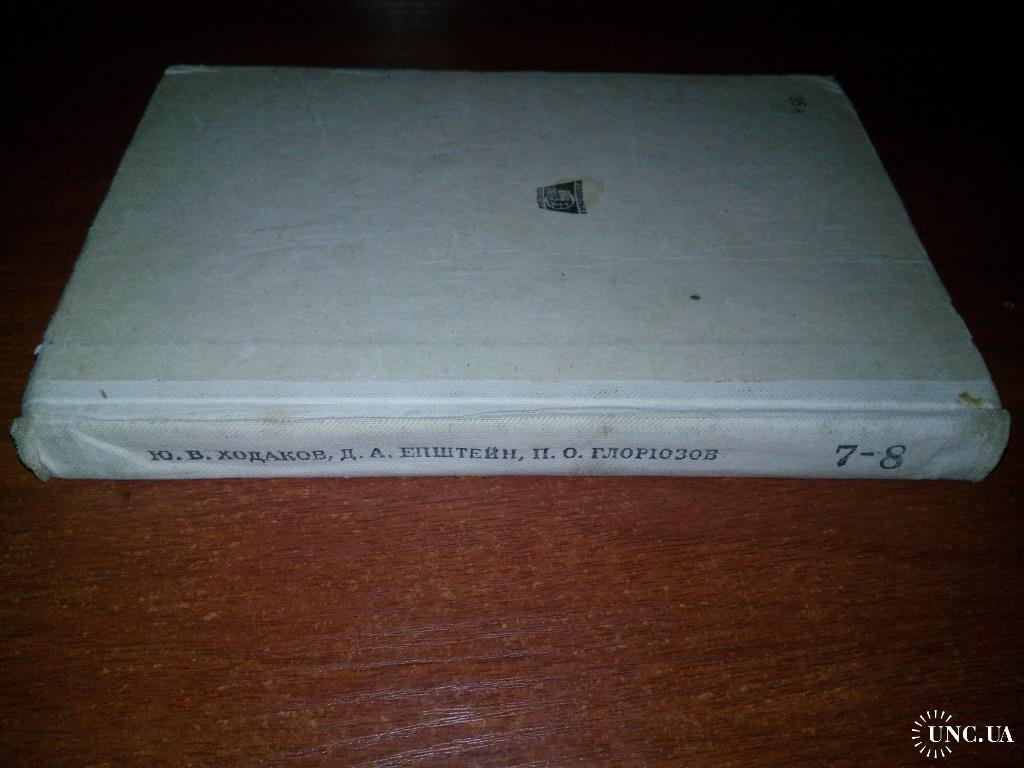 Ю. В. ХОДАКОВ, Д. А. ЕПШТЕЙН, П. О. ГЛОРІОЗОВ 7-8
UNC.UA